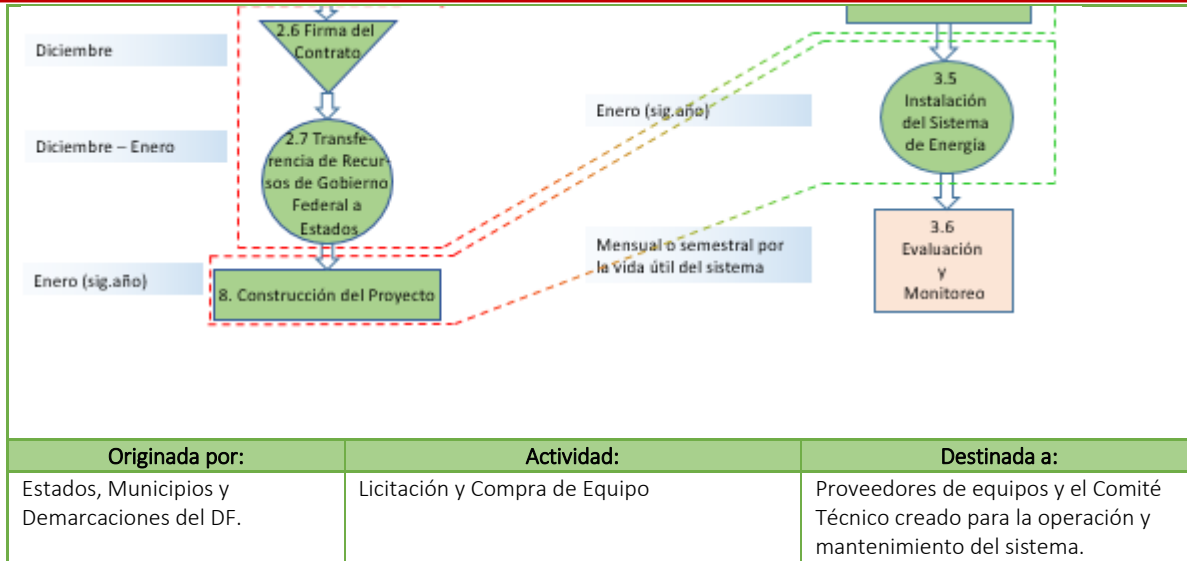 Diciembre
2.6 Firma del
Contrato
Diciembre – Enero
2.7 Transfe-
rencia de Recur-
sos de Gobierno
Federal a
Estados
Enero (sig.año)
8. Construcción del Proyecto
Enero (sig.año)
3.5
Instalación
del Sistema
de Energía
Mensual o semestral por
la vida útil del sistema
3.6
Evaluación
y
Monitoreo
Originada por:
Actividad:
Destinada a:
Estados, Municipios y
Demarcaciones del DF.
Licitación y Compra de Equipo
Proveedores de equipos y el Comité
Técnico creado para la operación y
mantenimiento del sistema.